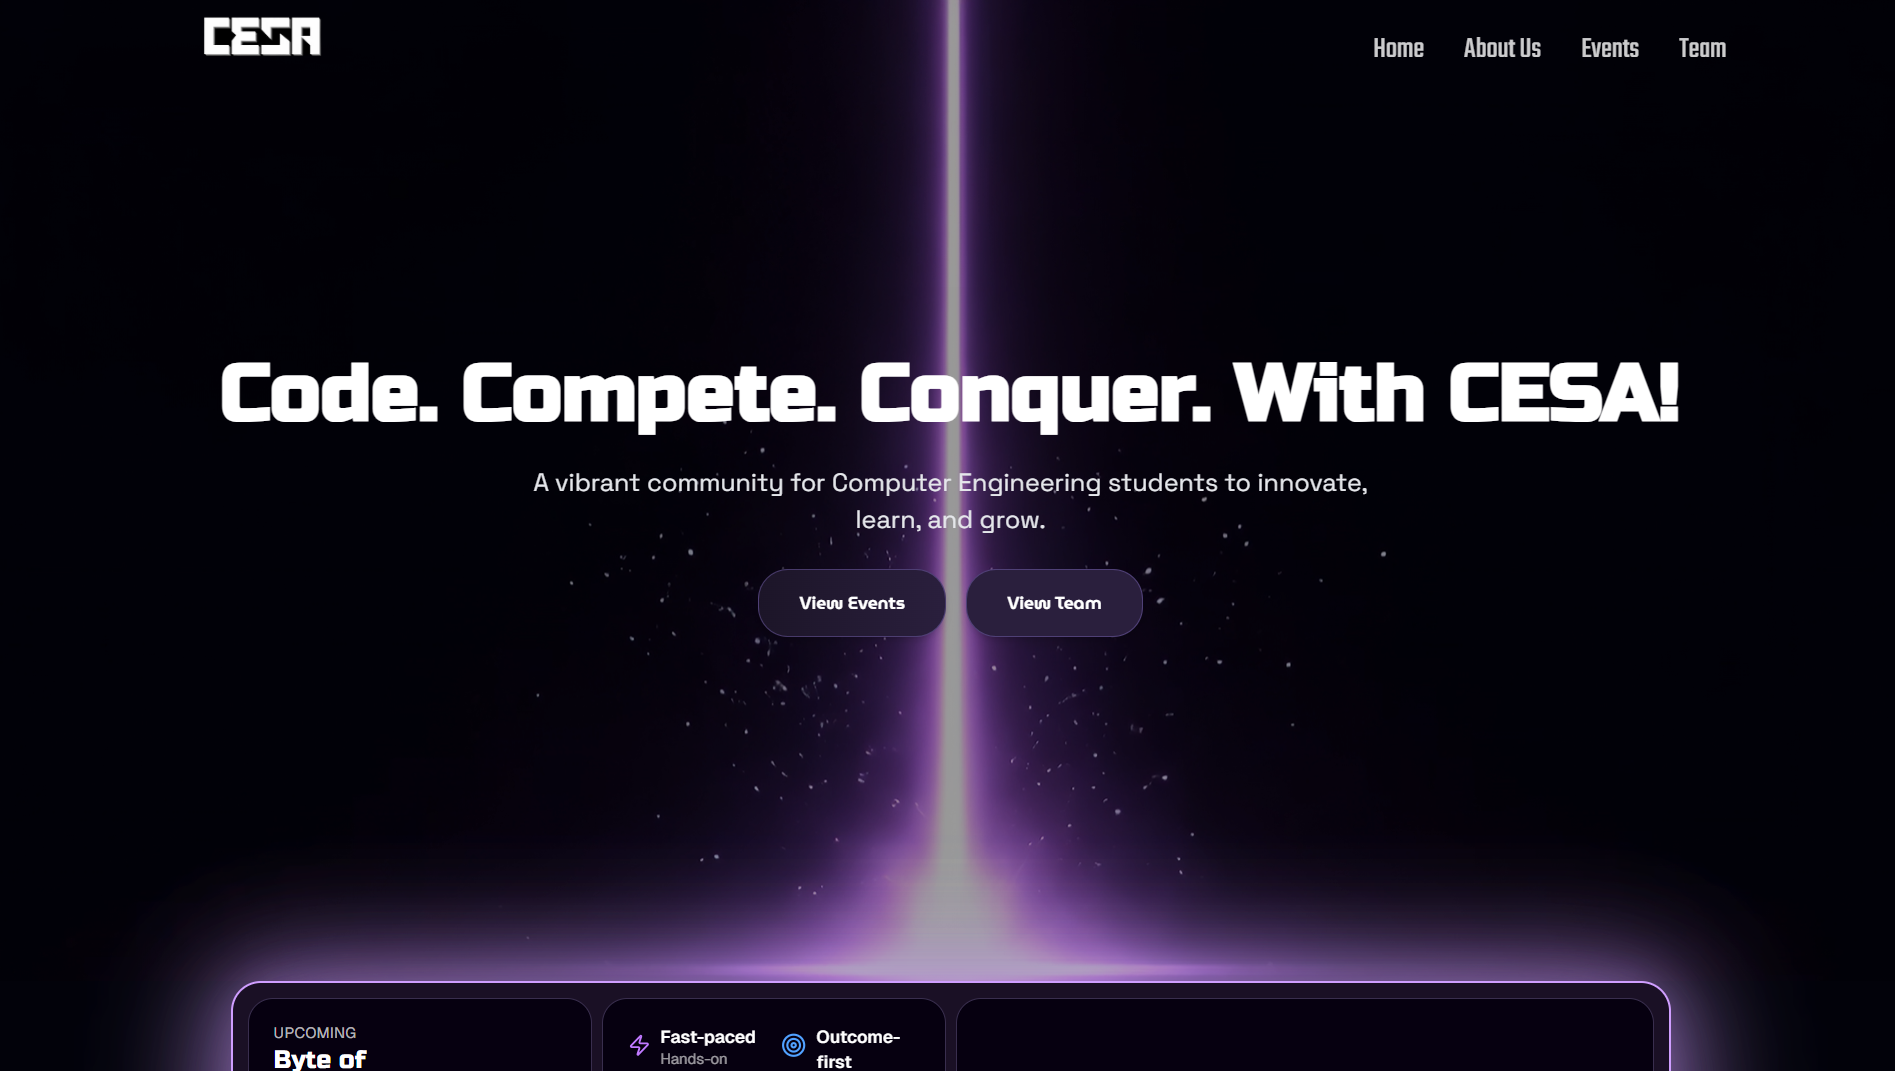 CESA
Home About Us Events Team
Code. Compete. Conquer. With CESA!
A vibrant community for Computer Engineering students to innovate,
learn, and grow.
View Events View Team
UPCOMING
Byte of
Fast-paced
Hands-on
Outcome-
first